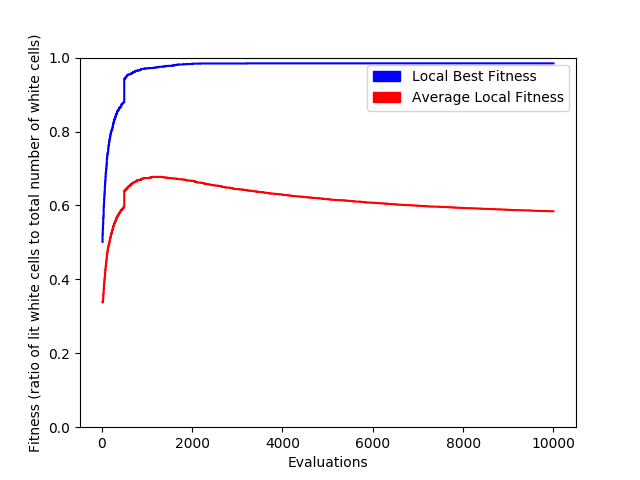 Fitness (ratio of lit white cells to total number of white cells)
1.0
0.8
0.6
0.4
0.2
0.0
Local Best Fitness
Average Local Fitness
0 2000 4000 6000 8000 10000
Evaluations